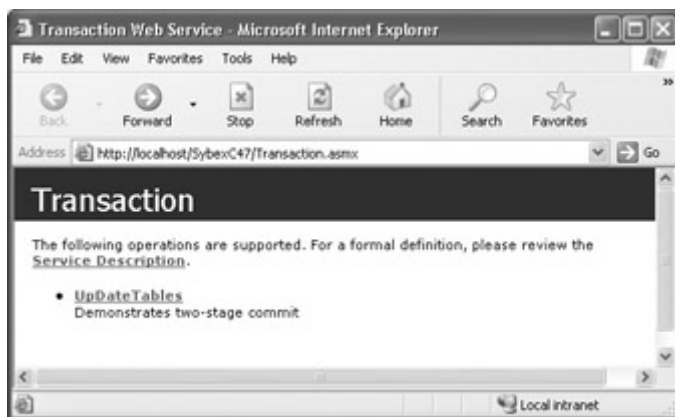 Transaction Web Service - Microsoft Internet Explorer
File Edit View Favorites Tools Help
Back Forward Stop Refresh Home Search Favorites »
Address http://localhost/SybexC47/Transaction.asmx Go
Transaction
The following operations are supported. For a formal definition, please review the
Service Description.
• UpDateTables
Demonstrates two-stage commit
Local intranet